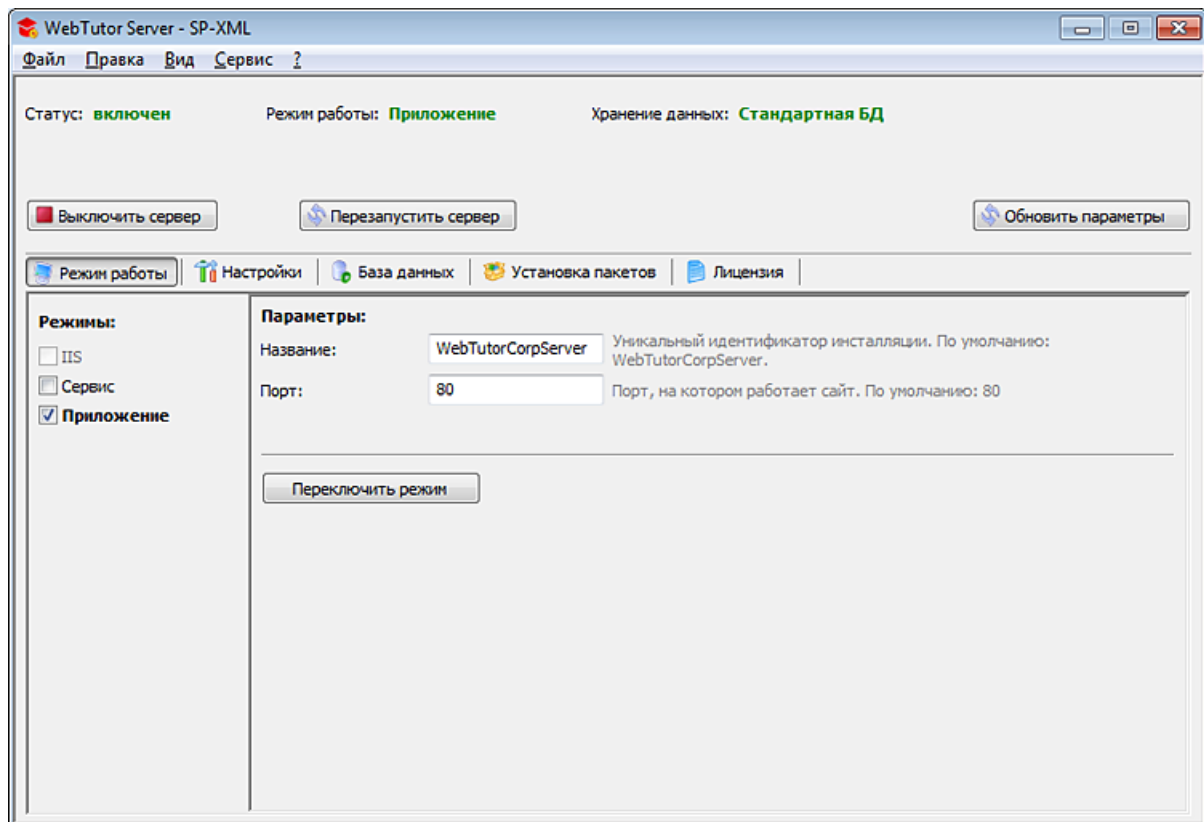 WebTutor Server - SP-XML
Файл Правка Вид Сервис ?
Статус: включен Режим работы: Приложение Хранение данных: Стандартная БД
Выключить сервер Перезапустить сервер Обновить параметры
Режим работы Настройки База данных Установка пакетов Лицензия
Режимы:
IIS
Сервис
Приложение
Параметры:
Название: WebTutorCorpServer Уникальный идентификатор инсталляции. По умолчанию:
WebTutorCorpServer.
Порт: 80 Порт, на котором работает сайт. По умолчанию: 80
Переключить режим